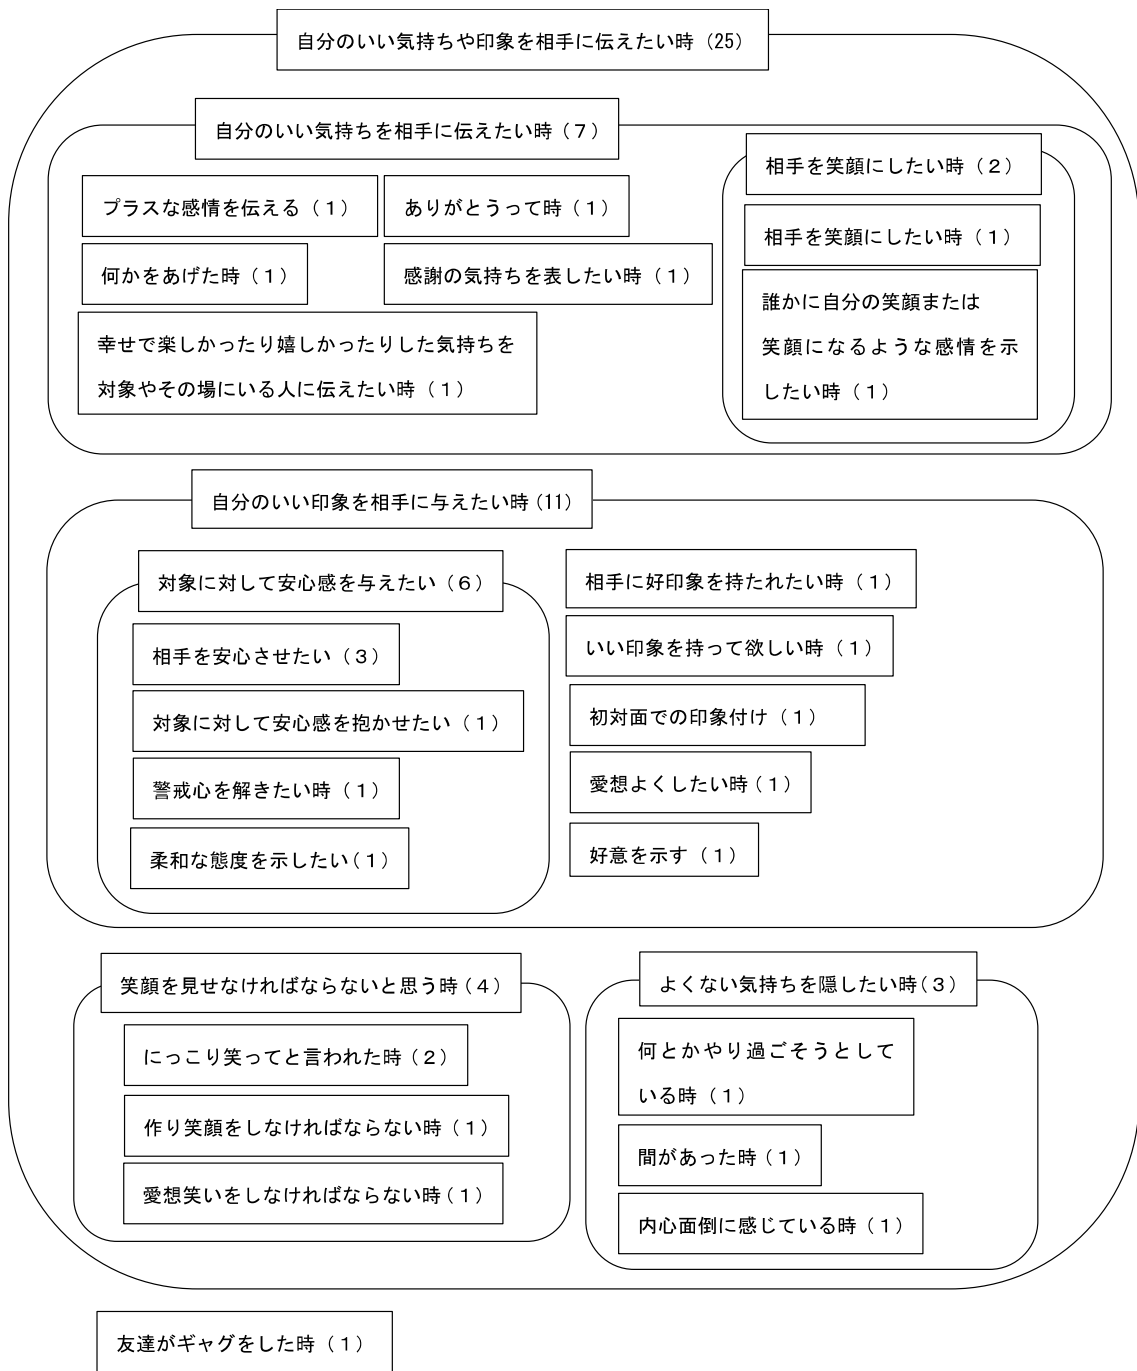 自分のいい気持ちや印象を相手に伝えたい時（25）
自分のいい気持ちを相手に伝えたい時（７）
プラスな感情を伝える（１）
ありがとうって時（１）
何かをあげた時（１）
感謝の気持ちを表したい時（１）
幸せで楽しかったり嬉しかったりした気持ちを
対象やその場にいる人に伝えたい時（１）
相手を笑顔にしたい時（２）
相手を笑顔にしたい時（１）
誰かに自分の笑顔または
笑顔になるような感情を示
したい時（１）
自分のいい印象を相手に与えたい時（11）
対象に対して安心感を与えたい（６）
相手を安心させたい（３）
対象に対して安心感を抱かせたい（１）
警戒心を解きたい時（１）
柔和な態度を示したい（１）
相手に好印象を持たれたい時（１）
いい印象を持って欲しい時（１）
初対面での印象付け（１）
愛想よくしたい時（１）
好意を示す（１）
笑顔を見せなければならないと思う時（４）
にっこり笑ってと言われた時（２）
作り笑顔をしなければならない時（１）
愛想笑いをしなければならない時（１）
よくない気持ちを隠したい時（３）
何とかやり過ごそうとして
いる時（１）
間があった時（１）
内心面倒に感じている時（１）
友達がギャグをした時（１）